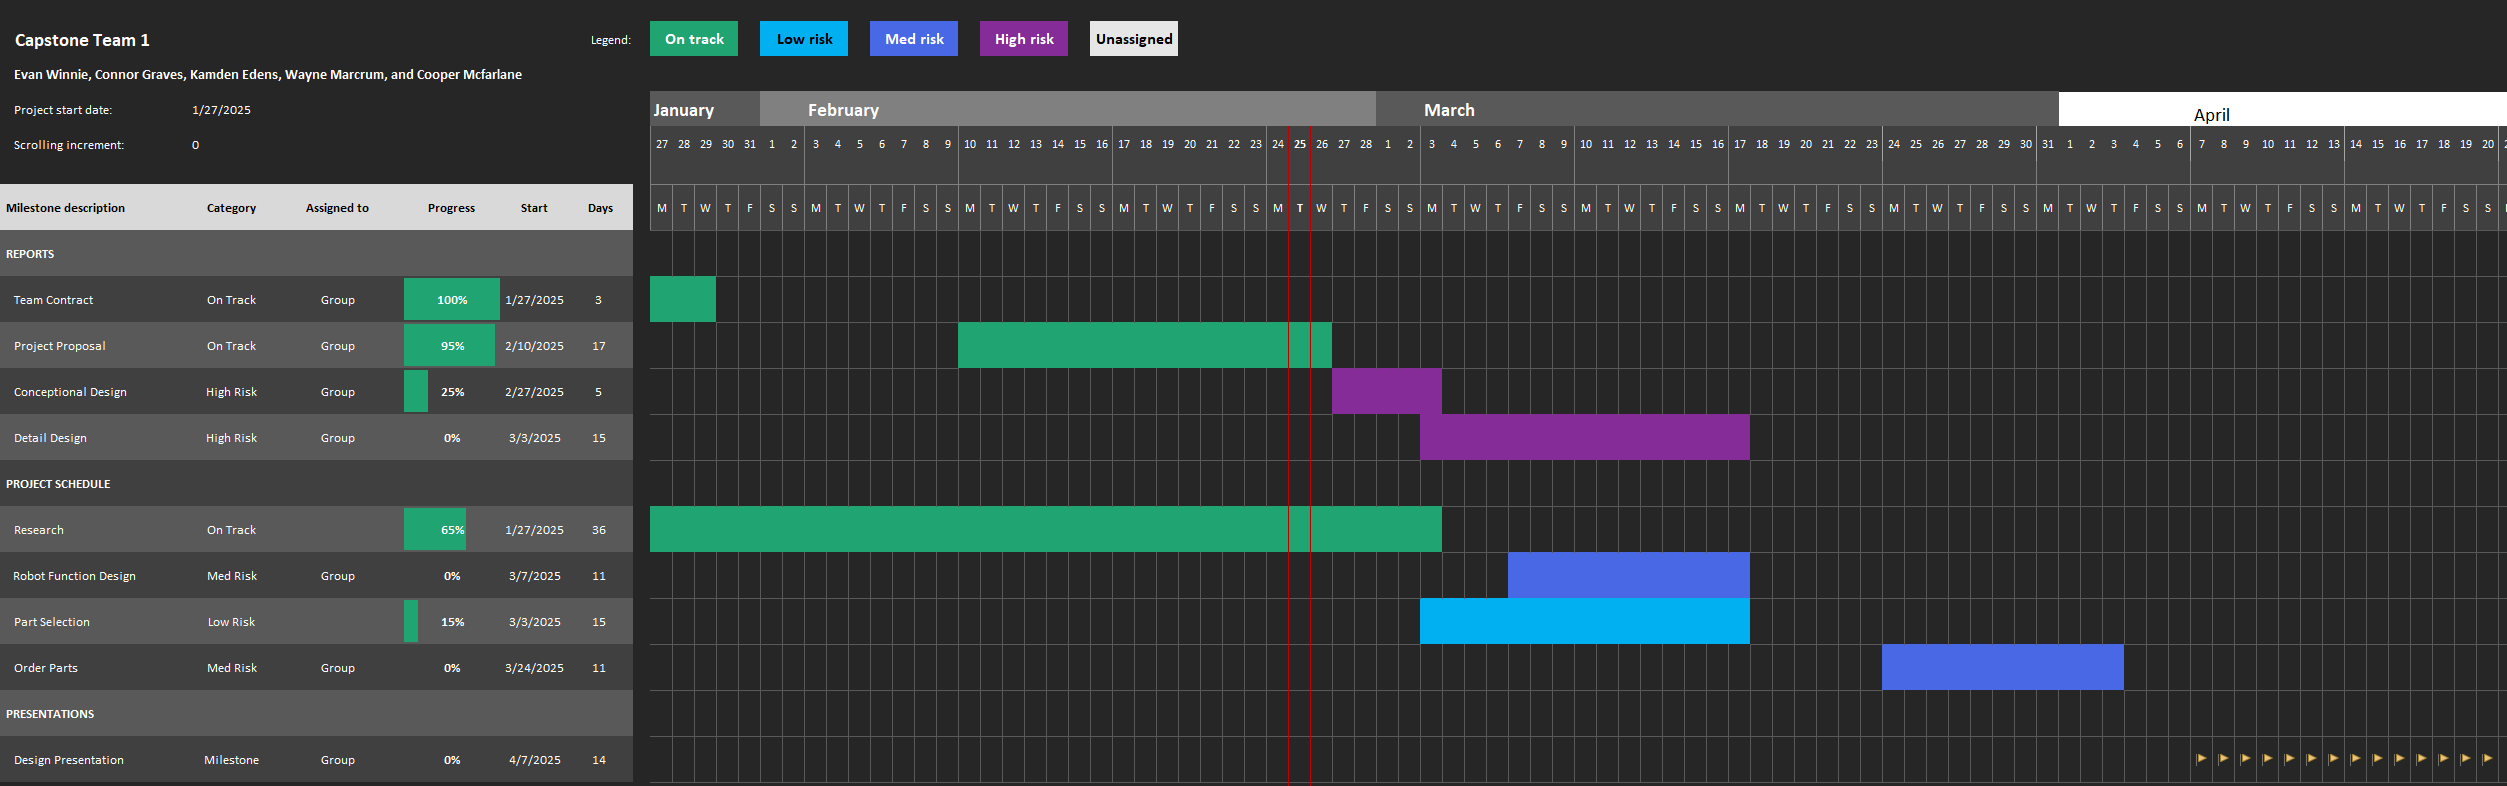 Capstone Team 1
Legend: On track Low risk Med risk High risk Unassigned
Evan Winnie, Connor Graves, Kamden Edens, Wayne Marcrum, and Cooper Mcfarlane
Project start date: 1/27/2025
January February March April
Scrolling increment: 0
27 28 29 30 31 1 2 3 4 5 6 7 8 9 10 11 12 13 14 15 16 17 18 19 20 21 22 23 24 25 26 27 28 1 2 3 4 5 6 7 8 9 10 11 12 13 14 15 16 17 18 19 20 21 22 23 24 25 26 27 28 29 30 31 1 2 3 4 5 6 7 8 9 10 11 12 13 14 15 16 17 18 19 20
Milestone description Category Assigned to Progress Start Days
M T W T F S S M T W T F S S M T W T F S S M T W T F S S M T W T F S S M T W T F S S M T W T F S S M T W T F S S M T W T F S S M T W T F S S M T W T F S S M T W T F S S
REPORTS
Team Contract On Track Group 100% 1/27/2025 3
Project Proposal On Track Group 95% 2/10/2025 17
Conceptional Design High Risk Group 25% 2/27/2025 5
Detail Design High Risk Group 0% 3/3/2025 15
PROJECT SCHEDULE
Research On Track 65% 1/27/2025 36
Robot Function Design Med Risk Group 0% 3/7/2025 11
Part Selection Low Risk 15% 3/3/2025 15
Order Parts Med Risk Group 0% 3/24/2025 11
PRESENTATIONS
Design Presentation Milestone Group 0% 4/7/2025 14